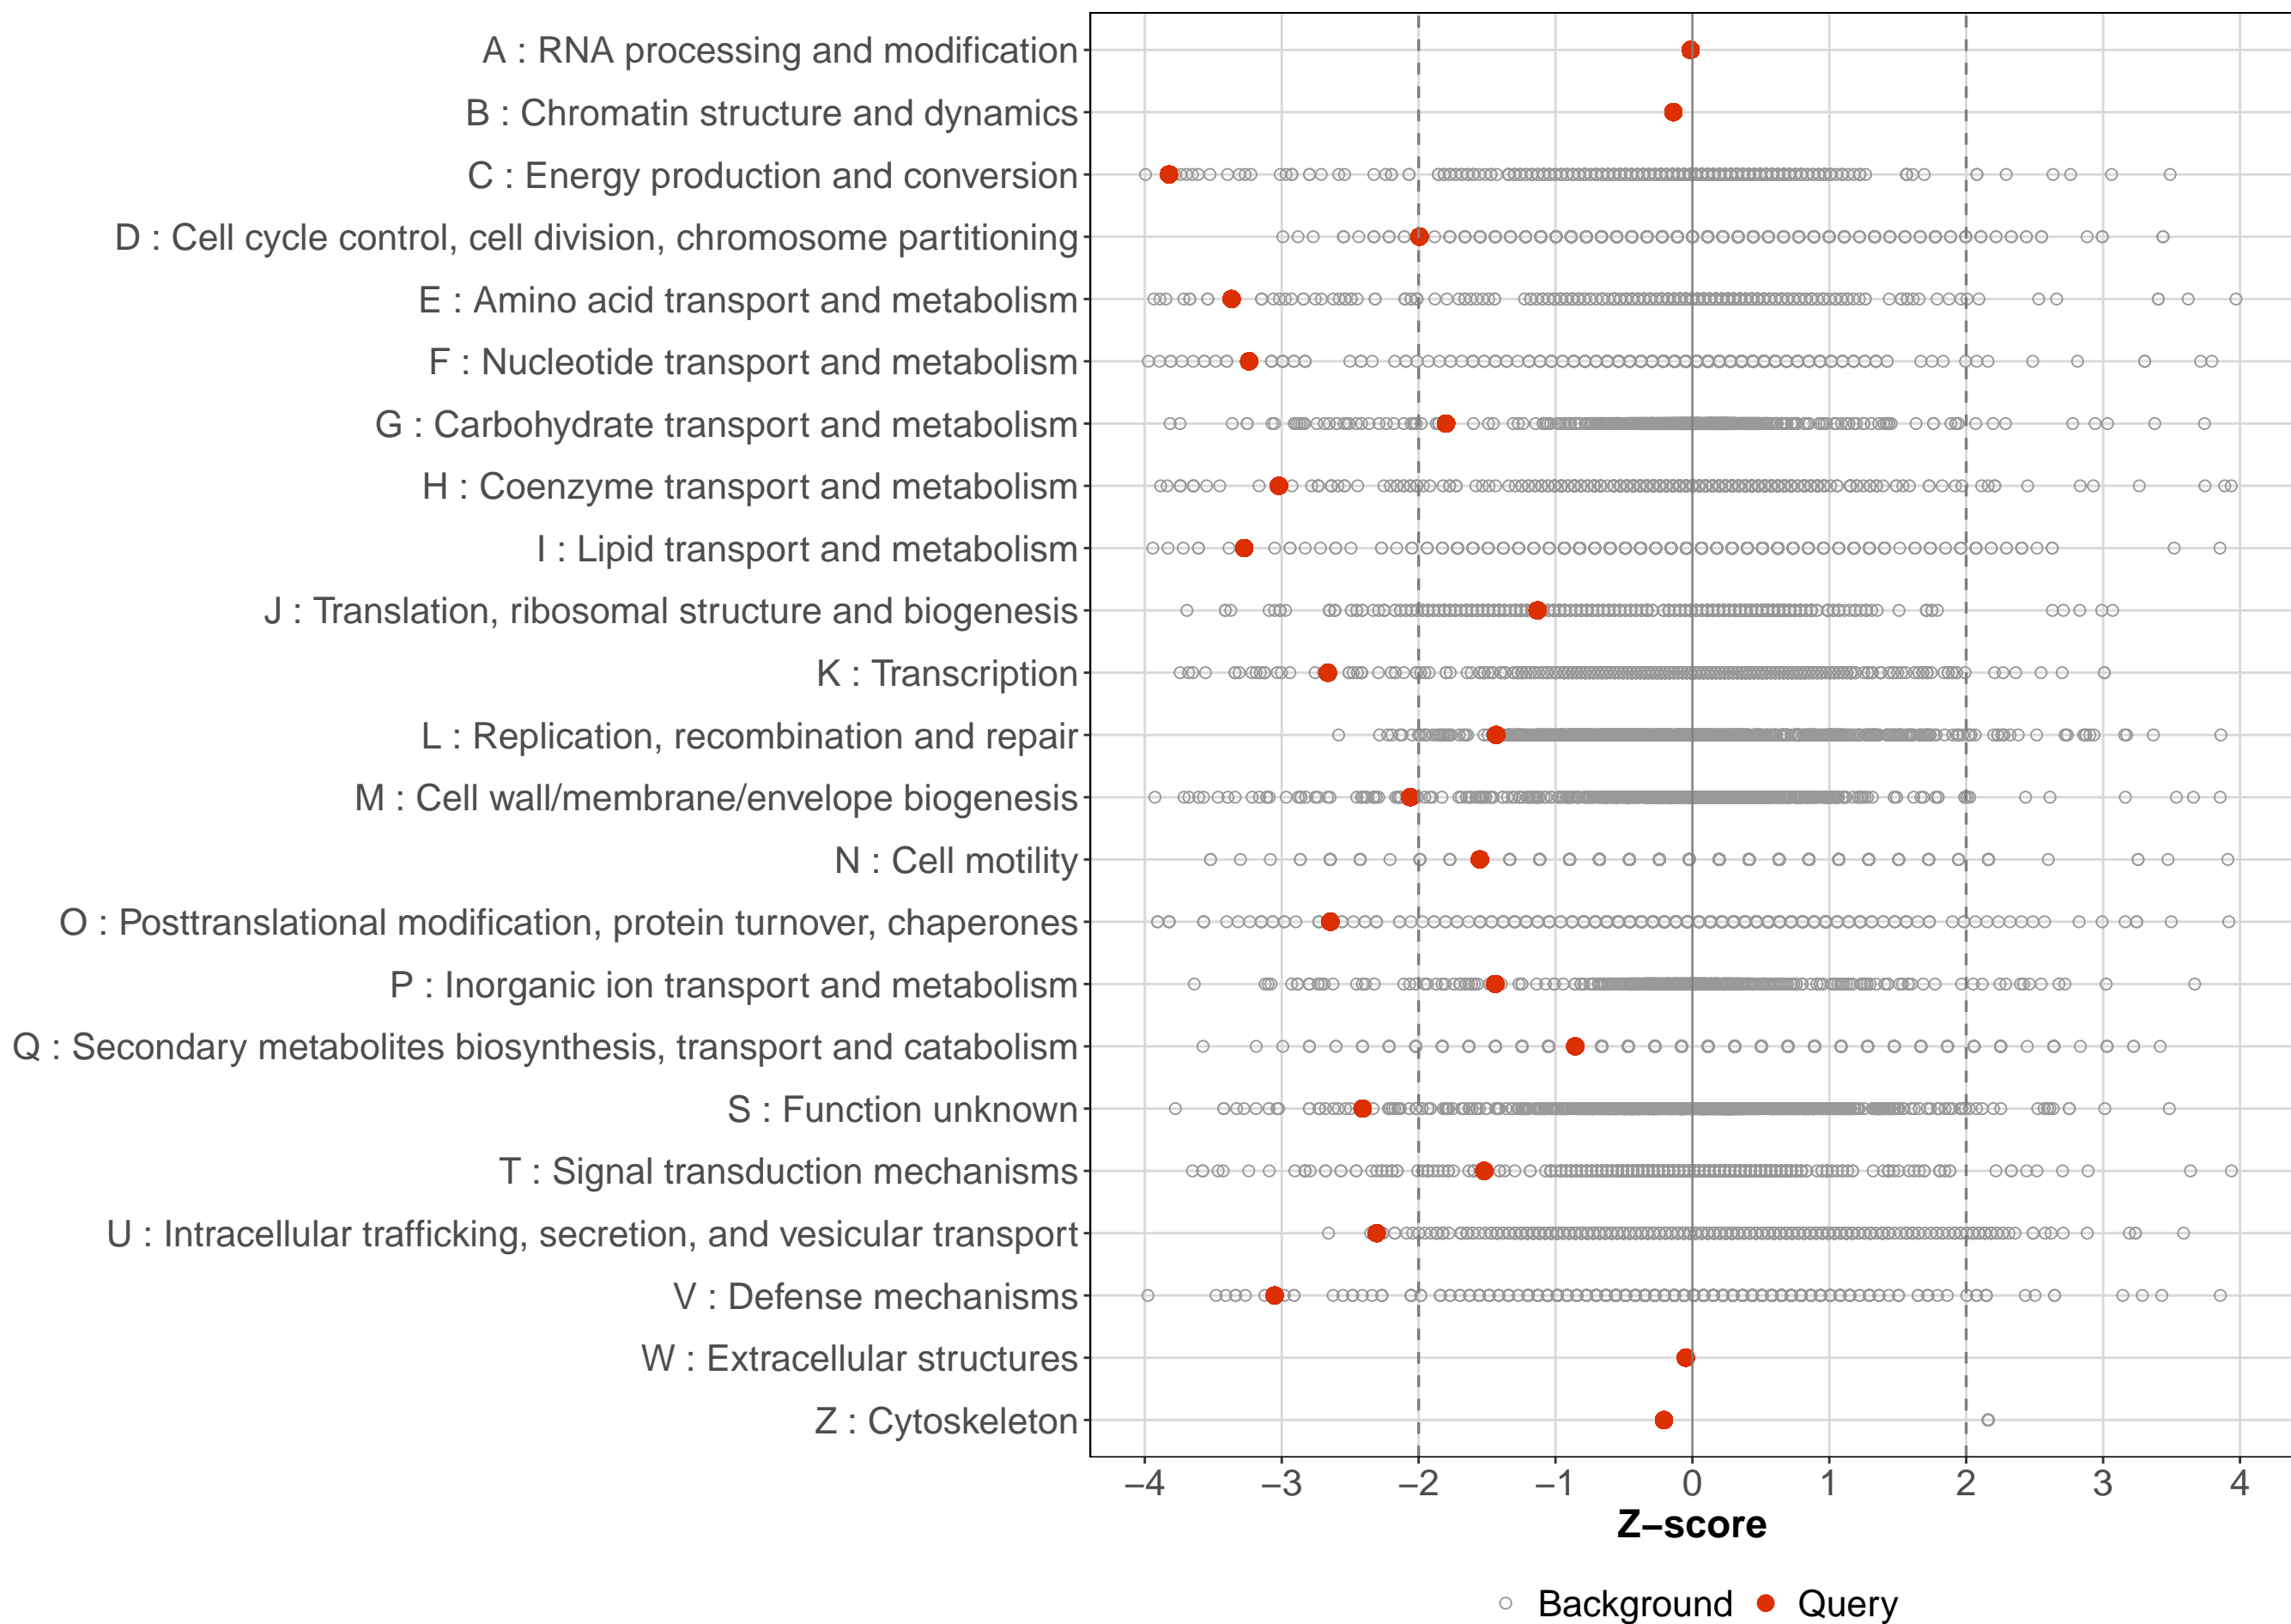 A : RNA processing and modification
B : Chromatin structure and dynamics
C : Energy production and conversion
D : Cell cycle control, cell division, chromosome partitioning
E : Amino acid transport and metabolism
F : Nucleotide transport and metabolism
G : Carbohydrate transport and metabolism
H : Coenzyme transport and metabolism
I : Lipid transport and metabolism
J : Translation, ribosomal structure and biogenesis
K : Transcription
L : Replication, recombination and repair
M : Cell wall/membrane/envelope biogenesis
N : Cell motility
O : Posttranslational modification, protein turnover, chaperones
P : Inorganic ion transport and metabolism
Q : Secondary metabolites biosynthesis, transport and catabolism
S : Function unknown
T : Signal transduction mechanisms
U : Intracellular trafficking, secretion, and vesicular transport
V : Defense mechanisms
W : Extracellular structures
Z : Cytoskeleton
−4 −3 −2 −1 0 1 2 3 4
Z−score
Background Query